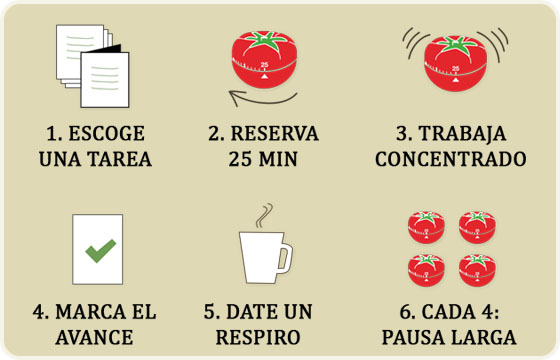 25
25
1. ESCOGE
UNA TAREA
2. RESERVA
25 MIN
3. TRABAJA
CONCENTRADO
4. MARCA EL
AVANCE
5. DATE UN
RESPIRO
6. CADA 4:
PAUSA LARGA